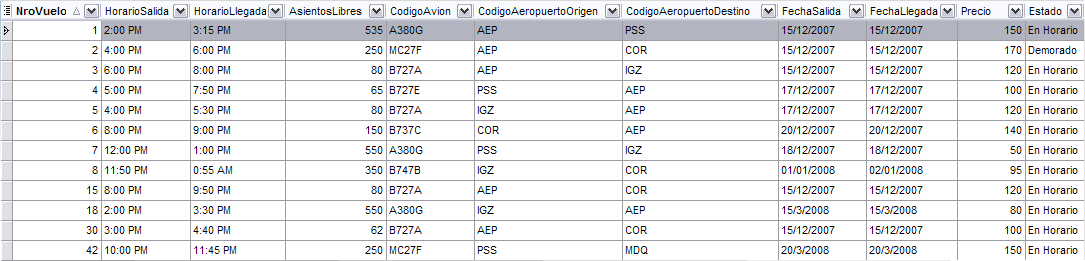 NroVuelo HorarioSalida HorarioLlegada AsientosLibres CodigoAvion CodigoAeropuertoOrigen CodigoAeropuertoDestino FechaSalida FechaLlegada Precio Estado
1 2:00 PM 3:15 PM 535 A380G AEP PSS 15/12/2007 15/12/2007 150 En Horario
2 4:00 PM 6:00 PM 250 MC27F AEP COR 15/12/2007 15/12/2007 170 Demorado
3 6:00 PM 8:00 PM 80 B727A AEP IGZ 15/12/2007 15/12/2007 120 En Horario
4 5:00 PM 7:50 PM 65 B727E PSS AEP 17/12/2007 17/12/2007 100 En Horario
5 4:00 PM 5:30 PM 80 B727A IGZ AEP 17/12/2007 17/12/2007 120 En Horario
6 8:00 PM 9:00 PM 150 B737C COR AEP 20/12/2007 20/12/2007 140 En Horario
7 12:00 PM 1:00 PM 550 A380G PSS IGZ 18/12/2007 18/12/2007 50 En Horario
8 11:50 PM 0:55 AM 350 B747B IGZ COR 01/01/2008 02/01/2008 95 En Horario
15 8:00 PM 9:50 PM 80 B727A AEP COR 15/12/2007 15/12/2007 120 En Horario
18 2:00 PM 3:30 PM 550 A380G IGZ AEP 15/3/2008 15/3/2008 80 En Horario
30 3:00 PM 4:40 PM 62 B727A AEP COR 15/12/2007 15/12/2007 100 En Horario
42 10:00 PM 11:45 PM 250 MC27F PSS MDQ 20/3/2008 20/3/2008 150 En Horario